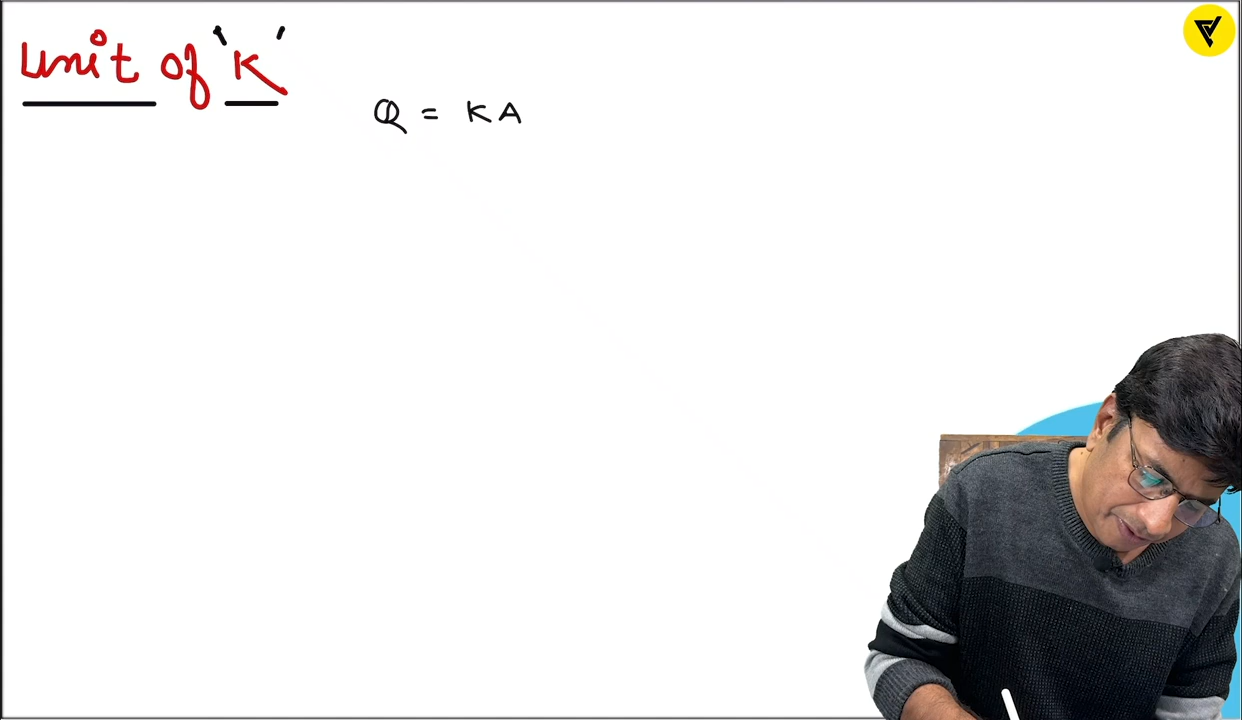 Unit of 'K'
Q = KA